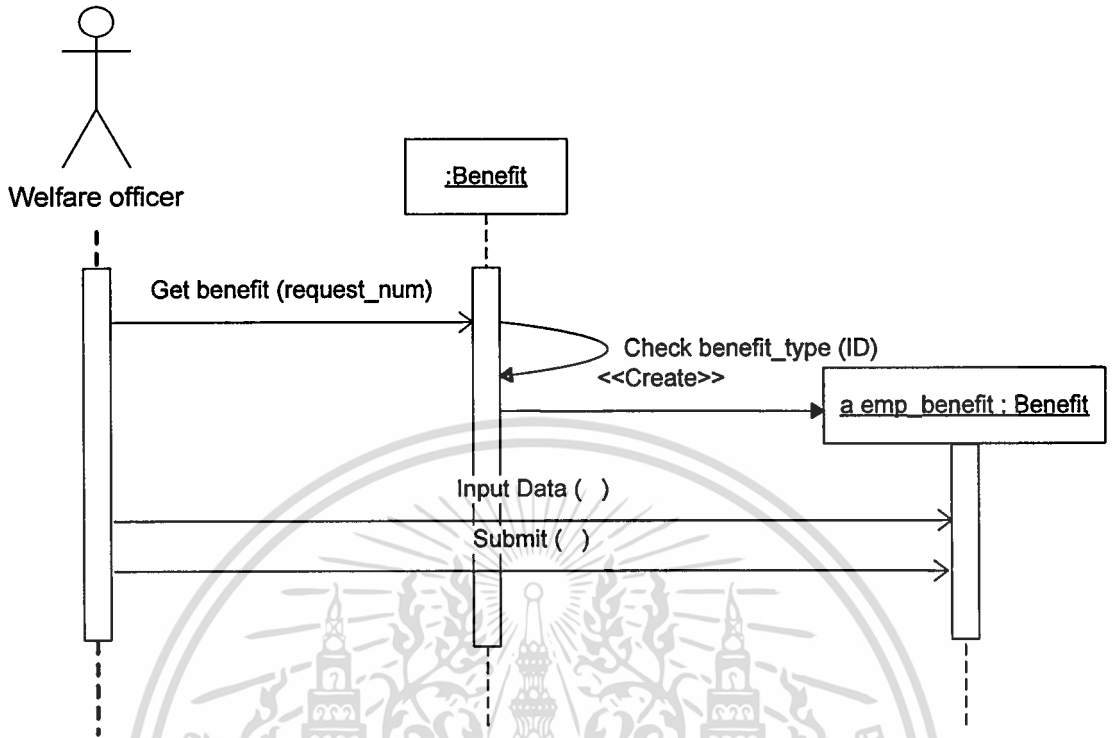 :Benefit
Welfare officer
Get benefit (request_num)
Check benefit_type (ID)
<<Create>>
a emp_benefit : Benefit
Input Data (  )
Submit (  )